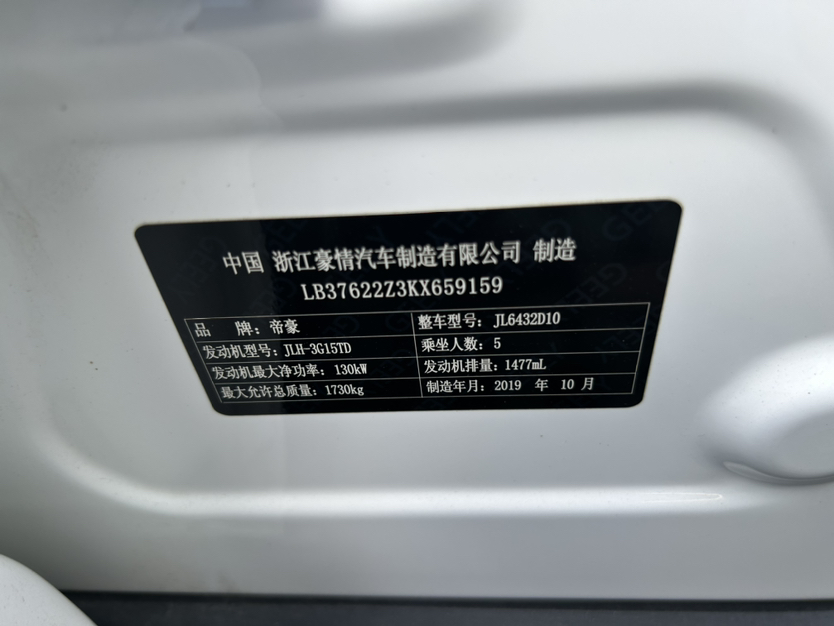 中国 浙江豪情汽车制造有限公司 制造
LB37622Z3KX659159
品 牌：帝豪 整车型号：JL6432D10
发动机型号：JLH-3G15TD 乘坐人数：5
发动机最大净功率：130kW 发动机排量：1477mL
最大允许总质量：1730kg 制造年月：2019 年 10 月